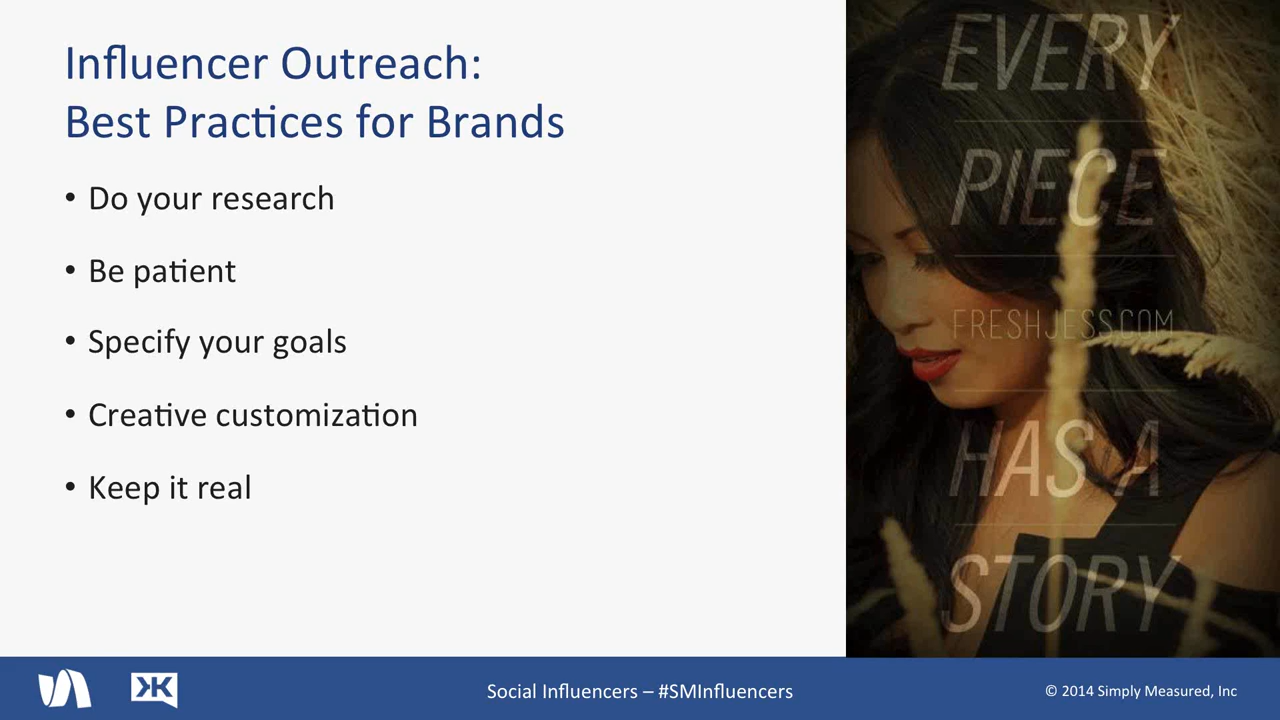 Influencer Outreach:
Best Practices for Brands
• Do your research
• Be patient
• Specify your goals
• Creative customization
• Keep it real
EVERY
PIECE
FRESHJESS.COM
HAS A
STORY
Social Influencers – #SMInfluencers
© 2014 Simply Measured, Inc